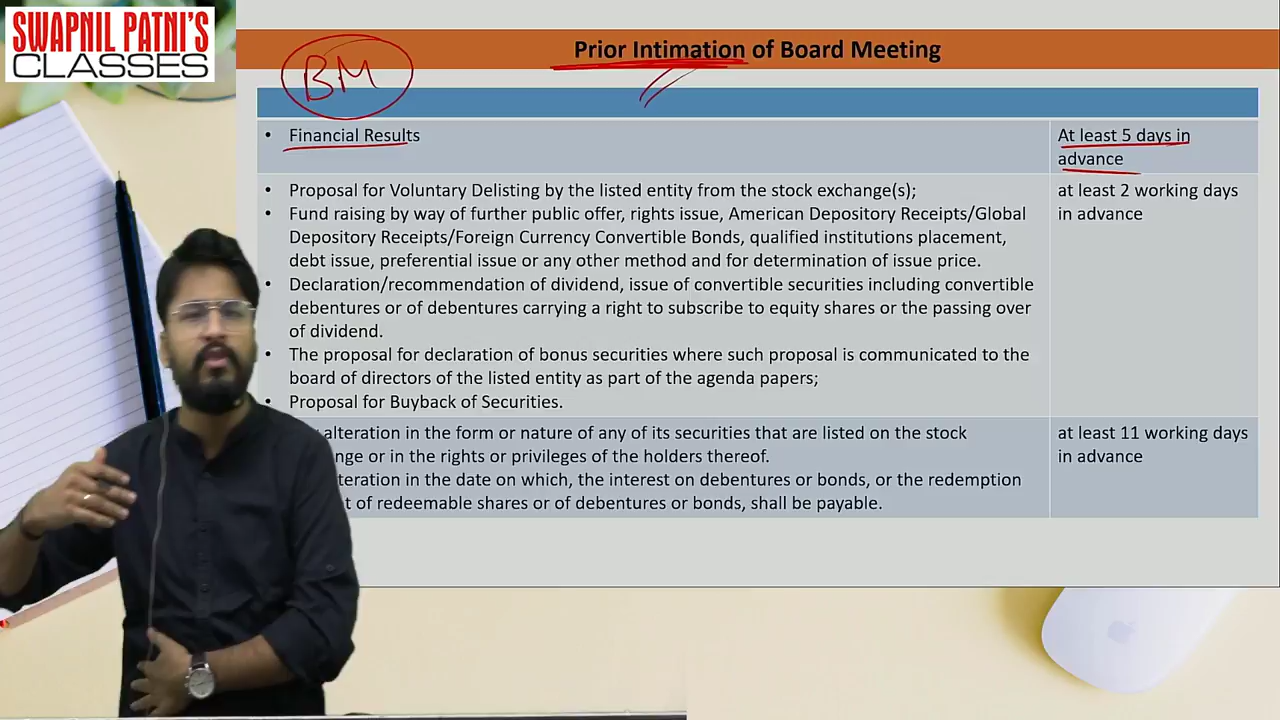 SWAPNIL PATNI'S
CLASSES
Prior Intimation of Board Meeting
BM
• Financial Results
At least 5 days in
advance
• Proposal for Voluntary Delisting by the listed entity from the stock exchange(s);
• Fund raising by way of further public offer, rights issue, American Depository Receipts/Global
Depository Receipts/Foreign Currency Convertible Bonds, qualified institutions placement,
debt issue, preferential issue or any other method and for determination of issue price.
• Declaration/recommendation of dividend, issue of convertible securities including convertible
debentures or of debentures carrying a right to subscribe to equity shares or the passing over
of dividend.
• The proposal for declaration of bonus securities where such proposal is communicated to the
board of directors of the listed entity as part of the agenda papers;
• Proposal for Buyback of Securities.
at least 2 working days
in advance
alteration in the form or nature of any of its securities that are listed on the stock
or in the rights or privileges of the holders thereof.
in the date on which, the interest on debentures or bonds, or the redemption
of redeemable shares or of debentures or bonds, shall be payable.
at least 11 working days
in advance